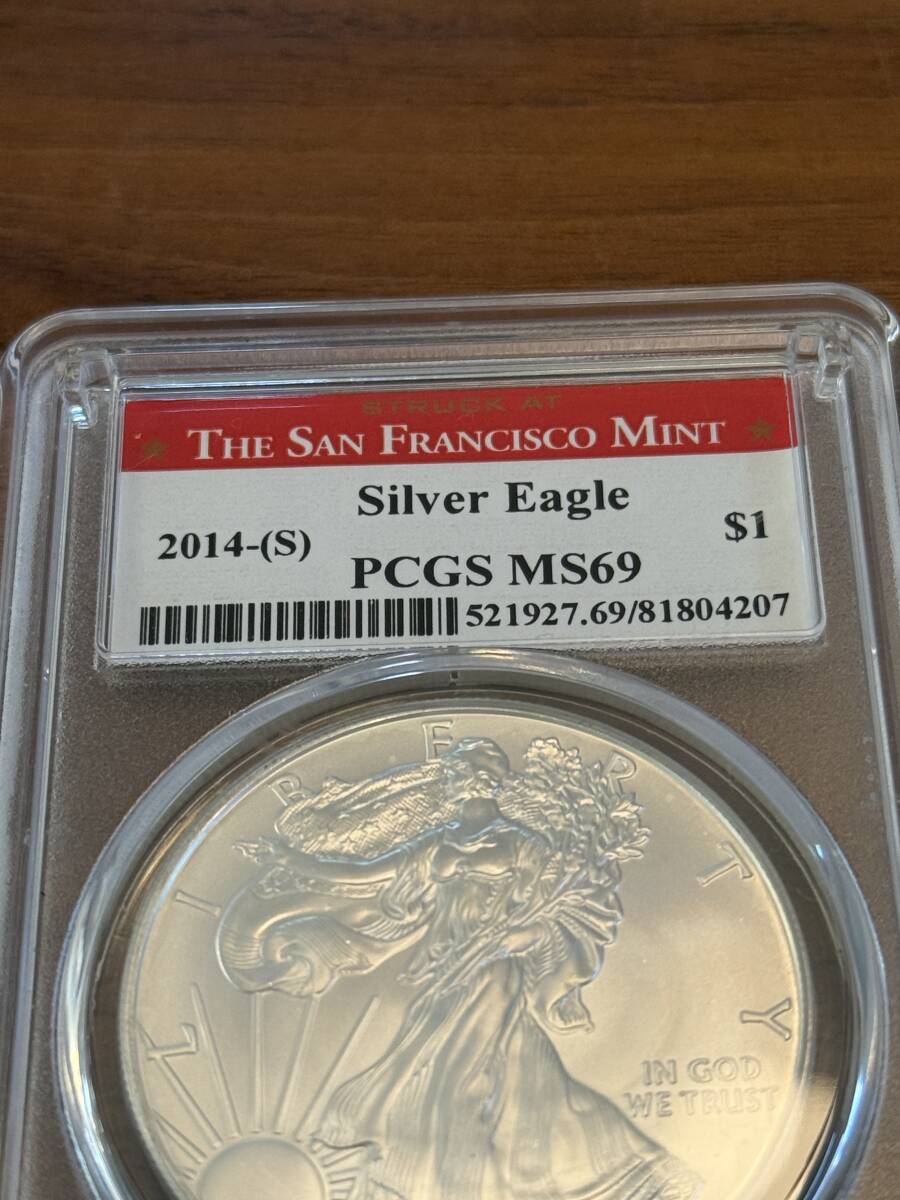 STRUCK AT
THE SAN FRANCISCO MINT
Silver Eagle
2014-(S)
$1
PCGS MS69
521927.69/81804207
LIBERTY
IN GOD
WE TRUST